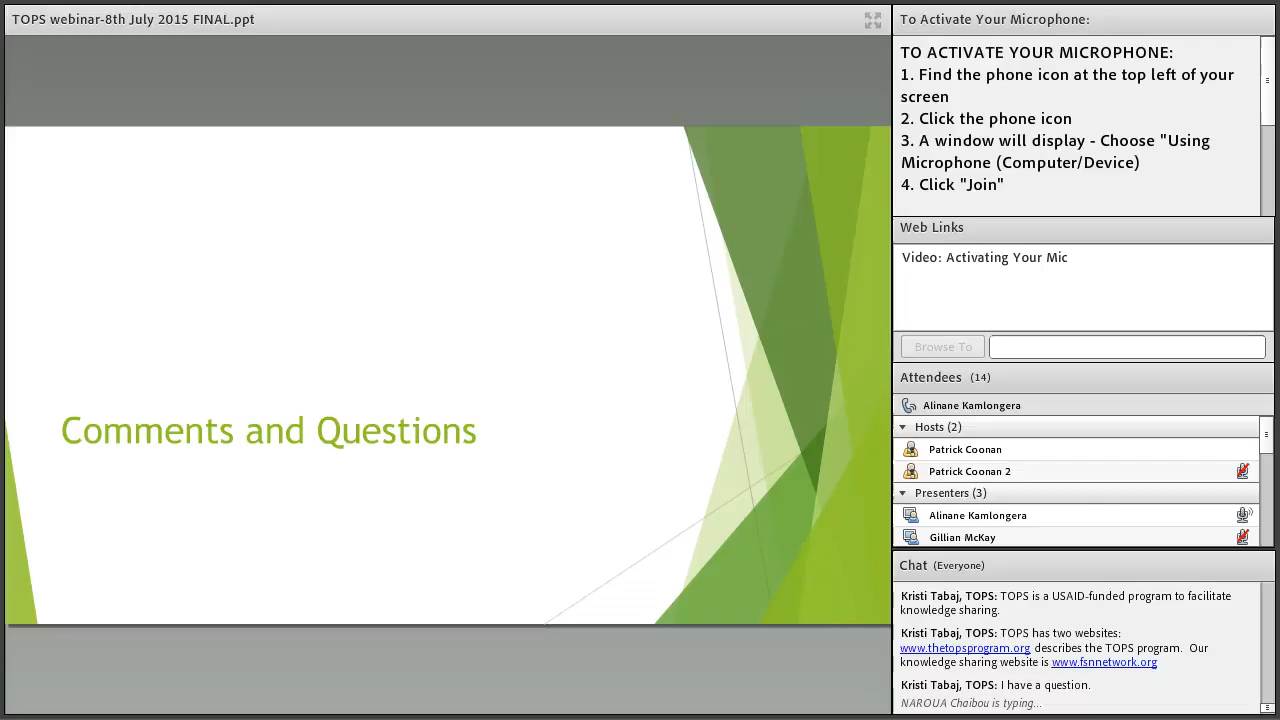 TOPS webinar-8th July 2015 FINAL.ppt
Comments and Questions
To Activate Your Microphone:
TO ACTIVATE YOUR MICROPHONE:
1. Find the phone icon at the top left of your
screen
2. Click the phone icon
3. A window will display - Choose "Using
Microphone (Computer/Device)
4. Click "Join"
Web Links
Video: Activating Your Mic
Browse To
Attendees (14)
Alinane Kamlongera
Hosts (2)
Patrick Coonan
Patrick Coonan 2
Presenters (3)
Alinane Kamlongera
Gillian McKay
Chat (Everyone)
Kristi Tabaj, TOPS: TOPS is a USAID-funded program to facilitate
knowledge sharing.
Kristi Tabaj, TOPS: TOPS has two websites:
www.thetopsprogram.org describes the TOPS program. Our
knowledge sharing website is www.fsnnetwork.org
Kristi Tabaj, TOPS: I have a question.
NAROUA Chaibou is typing...